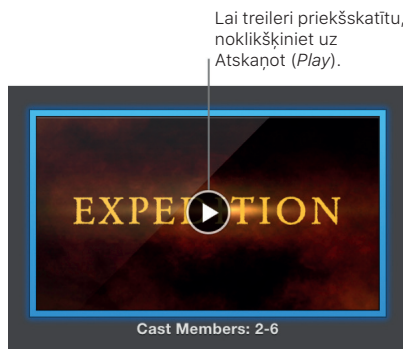 Lai treileri priekšskatītu,
noklikšķiniet uz
Atskaņot (Play).
EXPEDITION
Cast Members: 2-6